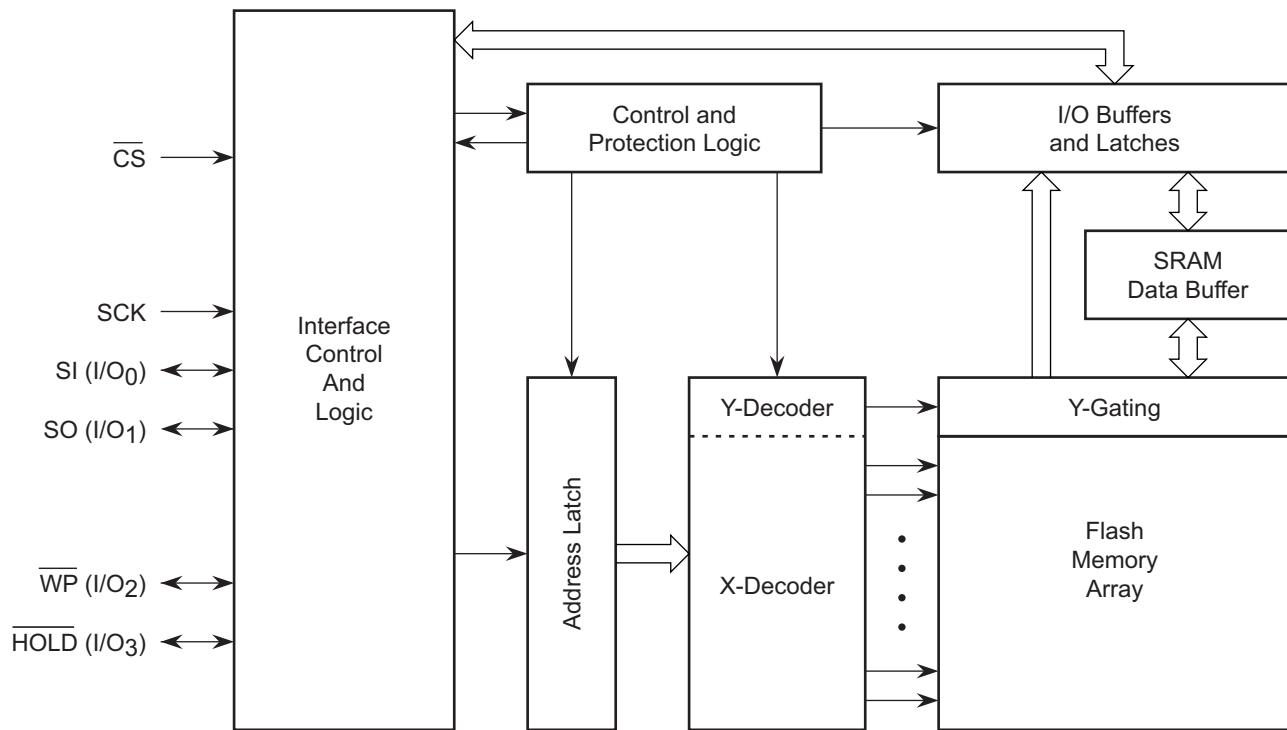 Control and
Protection Logic
I/O Buffers
and Latches
CS
SRAM
Data Buffer
SCK
Interface
Control
And
Logic
SI (I/O0)
SO (I/O1)
Y-Decoder
Y-Gating
Address Latch
X-Decoder
Flash
Memory
Array
WP (I/O2)
HOLD (I/O3)